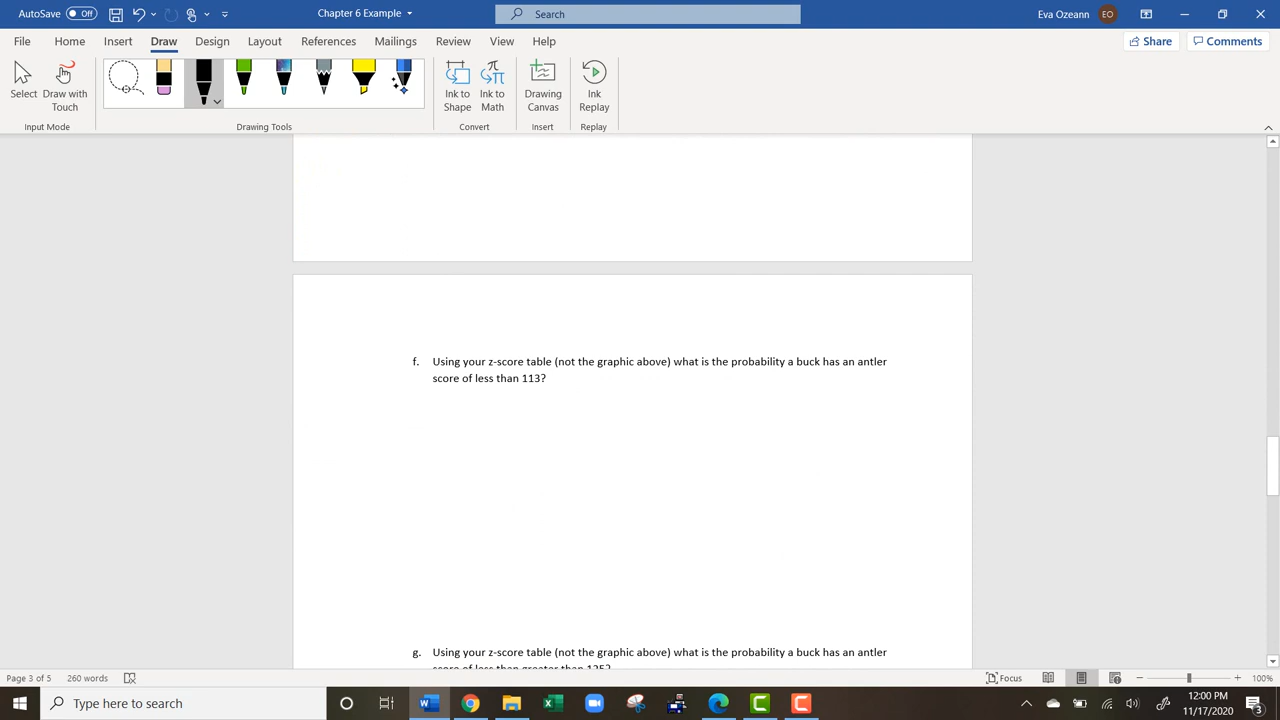 AutoSave Off Chapter 6 Example Search Eva Ozeann EO
File Home Insert Draw Design Layout References Mailings Review View Help Share Comments
Select Draw with Touch Ink to Shape Ink to Math Drawing Canvas Ink Replay
Input Mode Drawing Tools Convert Insert Replay
f. Using your z-score table (not the graphic above) what is the probability a buck has an antler
score of less than 113?
g. Using your z-score table (not the graphic above) what is the probability a buck has an antler
score of less than greater than 125?
Page 3 of 5 260 words Focus 100%
Type here to search 12:00 PM
11/17/2020 3